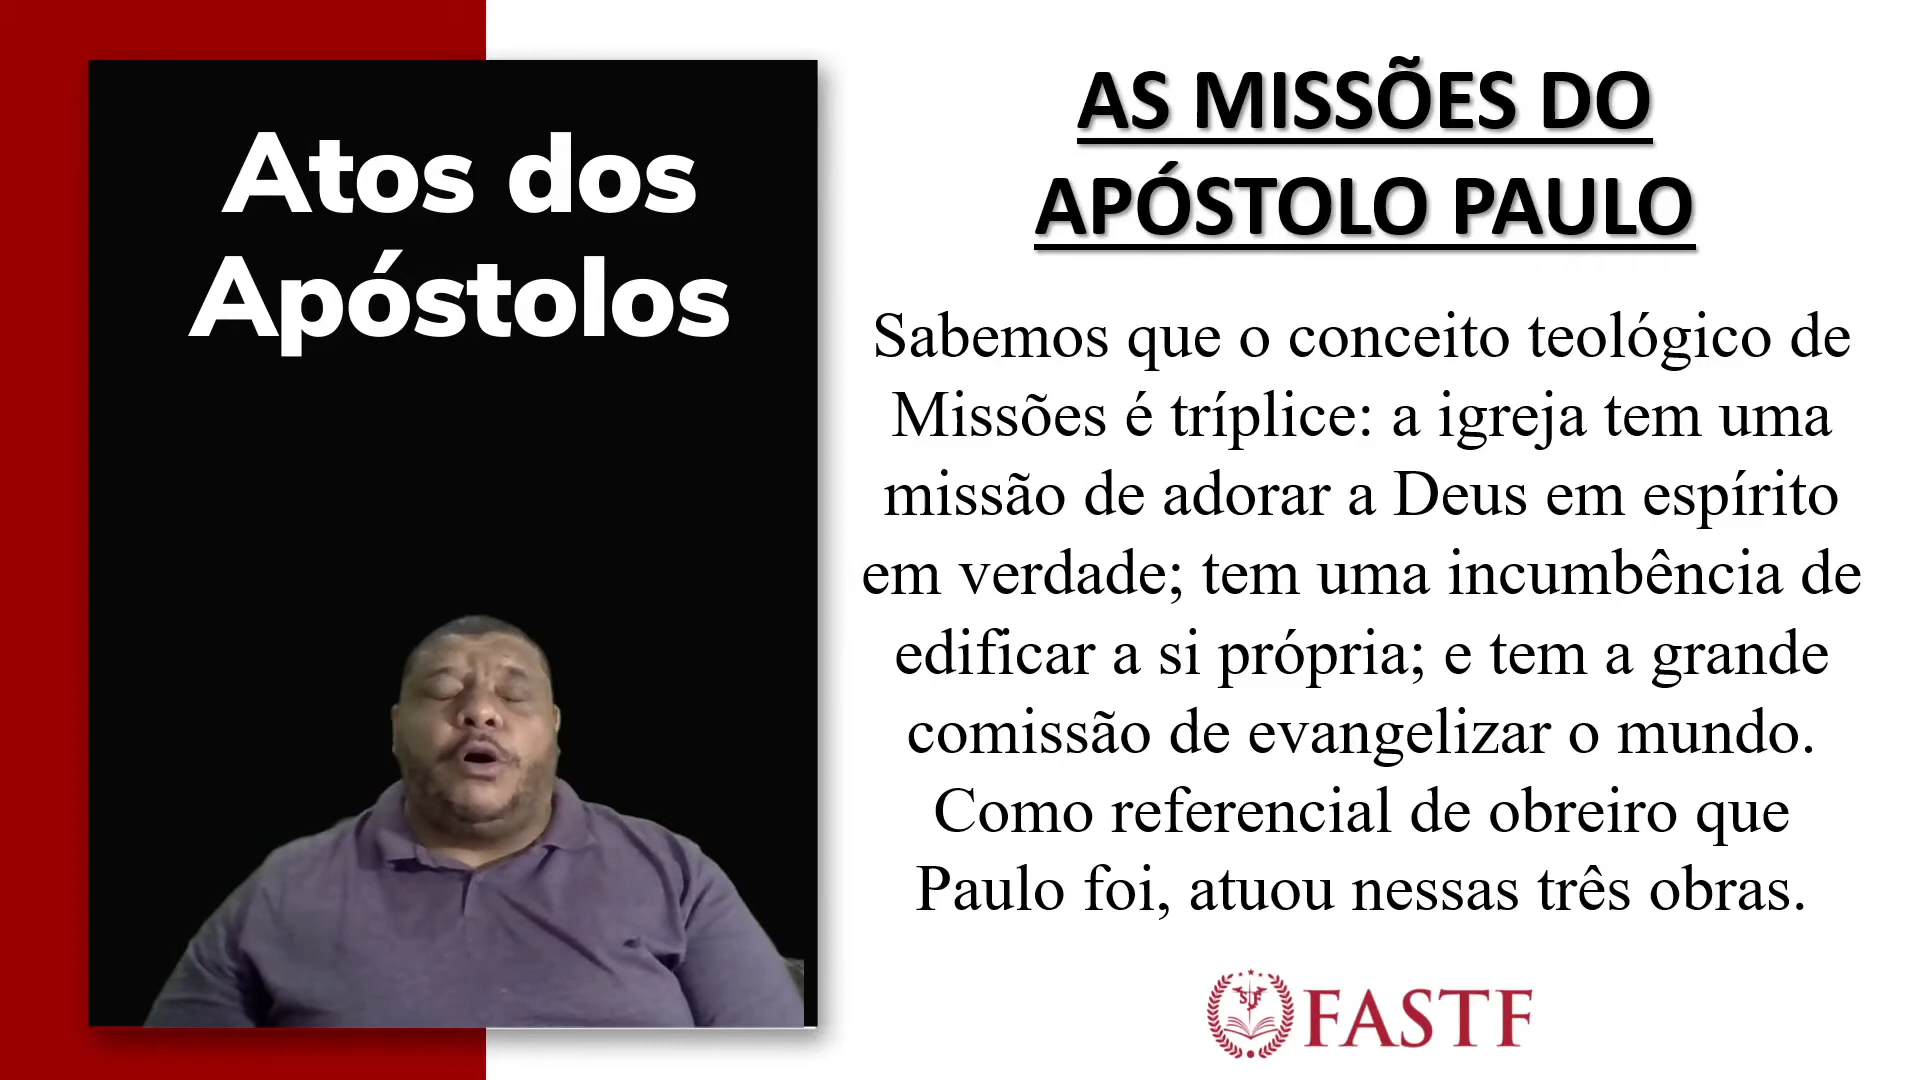 Atos dos
Apóstolos
AS MISSÕES DO
APÓSTOLO PAULO
Sabemos que o conceito teológico de
Missões é tríplice: a igreja tem uma
missão de adorar a Deus em espírito
em verdade; tem uma incumbência de
edificar a si própria; e tem a grande
comissão de evangelizar o mundo.
Como referencial de obreiro que
Paulo foi, atuou nessas três obras.
FASTF